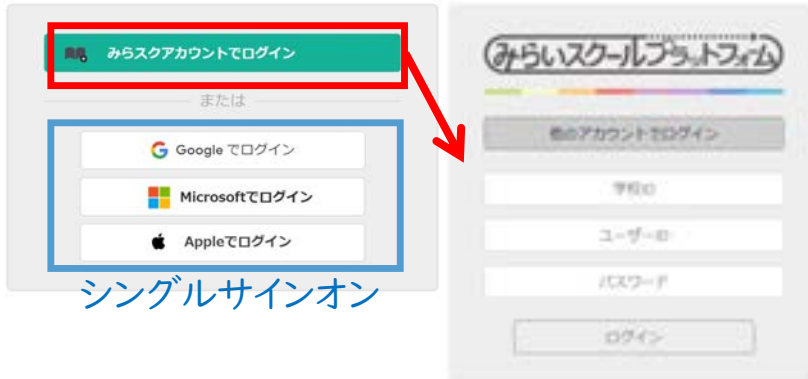 みらスクアカウントでログイン
または
Google でログイン
Microsoftでログイン
Appleでログイン
シングルサインオン
みらいスクールプラットフォーム
他のアカウントでログイン
学校ID
ユーザーID
パスワード
ログイン